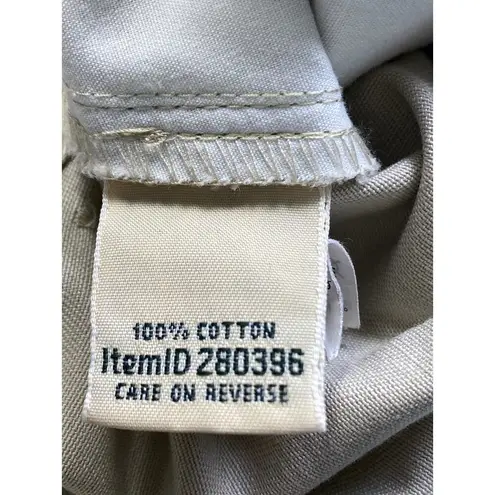 100% COTTON
ItemID 280396
CARE ON REVERSE